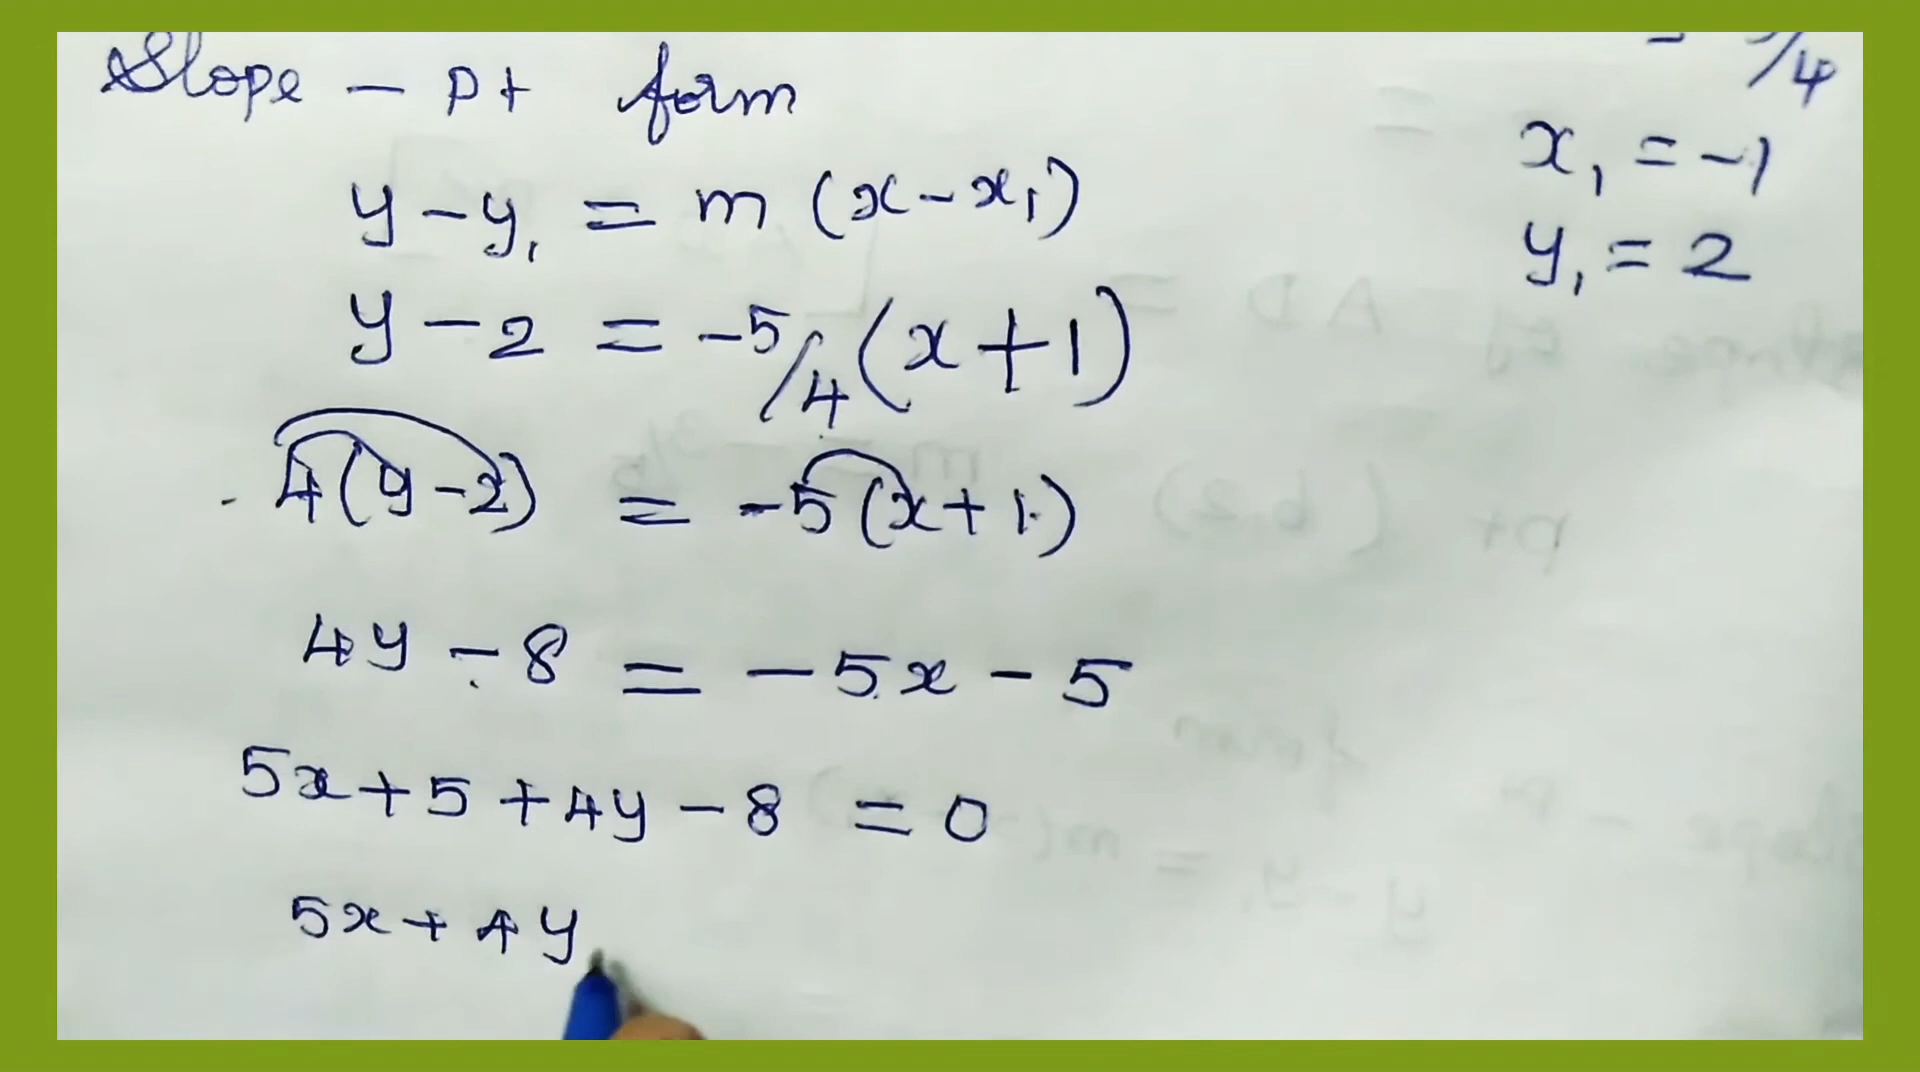 Slope - pt form
y - y₁ = m (x - x₁)
y - 2 = -5/4 (x + 1)
4(y - 2) = -5 (x + 1)
4y - 8 = - 5x - 5
5x + 5 + 4y - 8 = 0
5x + 4y
/4
x₁ = -1
y₁ = 2